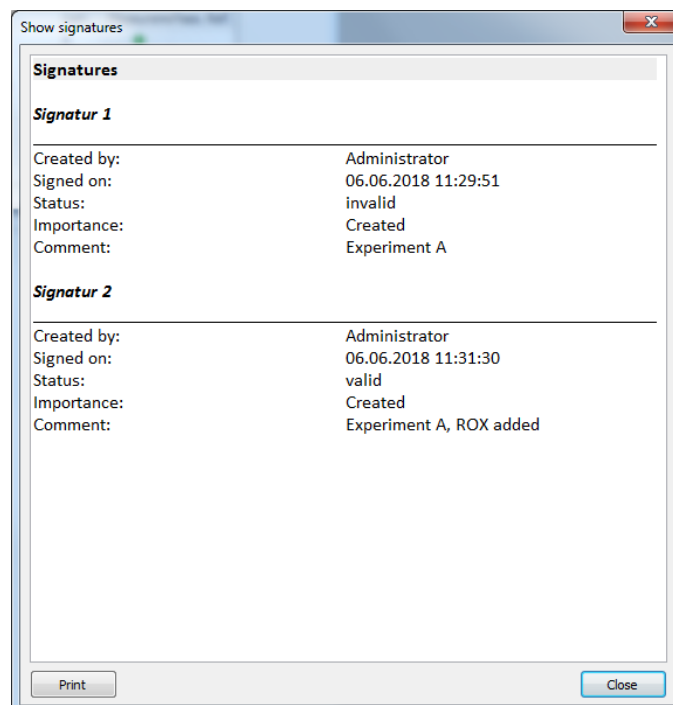 Show signatures
Signatures
Signatur 1
Created by: Administrator
Signed on: 06.06.2018 11:29:51
Status: invalid
Importance: Created
Comment: Experiment A
Signatur 2
Created by: Administrator
Signed on: 06.06.2018 11:31:30
Status: valid
Importance: Created
Comment: Experiment A, ROX added
Print Close